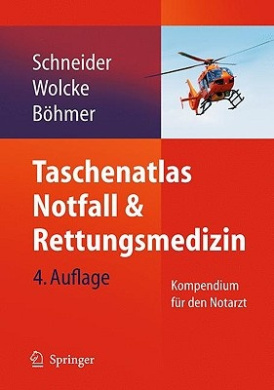 Schneider
Wolcke
Böhmer
Taschenatlas
Notfall &
Rettungsmedizin
4. Auflage
Kompendium
für den Notarzt
Springer